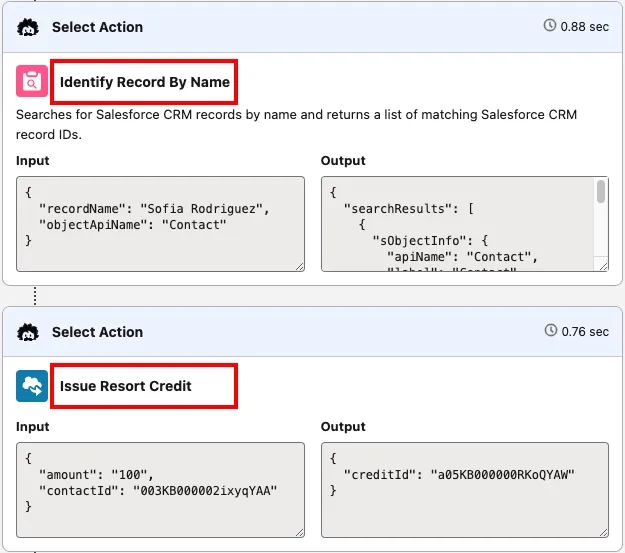 Select Action
0.88 sec
Identify Record By Name
Searches for Salesforce CRM records by name and returns a list of matching Salesforce CRM
record IDs.
Input
Output
{
"recordName": "Sofia Rodriguez",
"objectApiName": "Contact"
}
{
"searchResults": [
{
"sObjectInfo": {
"apiName": "Contact",
"label": "Contact"
Select Action
0.76 sec
Issue Resort Credit
Input
Output
{
"amount": "100",
"contactId": "003KB000002ixyqYAA"
}
{
"creditId": "a05KB000000RKoQYAW"
}